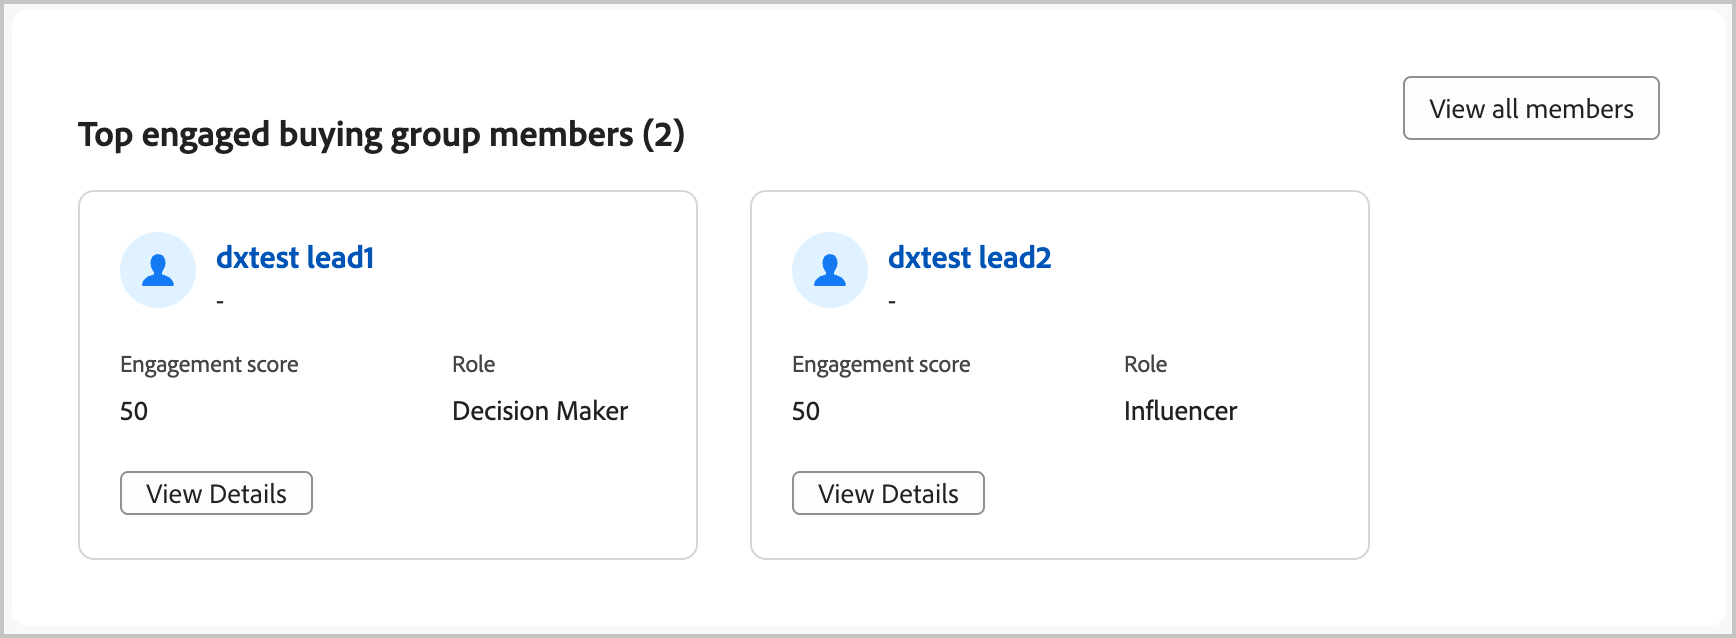 View all members
Top engaged buying group members (2)
dxtest lead1
-
Engagement score
Role
50
Decision Maker
View Details
dxtest lead2
-
Engagement score
Role
50
Influencer
View Details